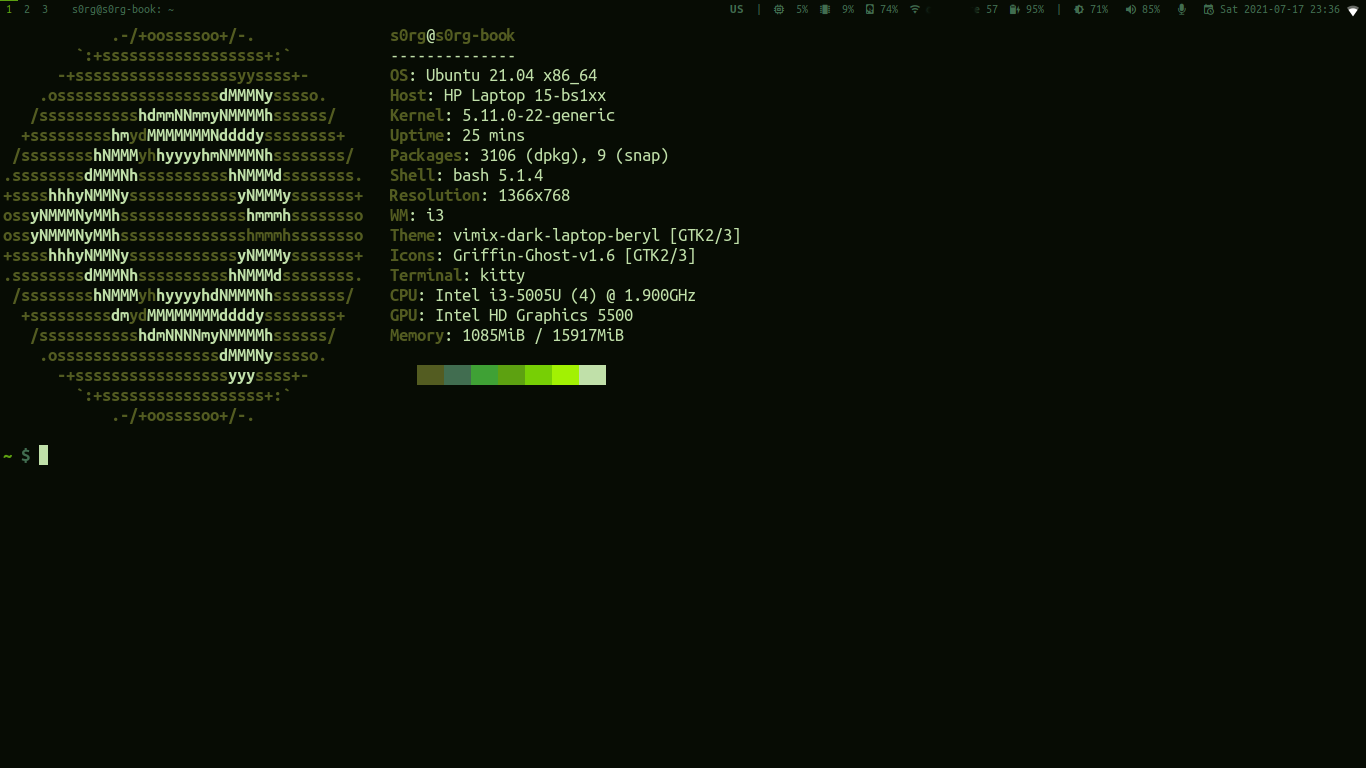 1 2 3 s0rg@s0rg-book: ~ US | 5% 9% 74% 57 95% | 71% 85% Sat 2021-07-17 23:36
.-/+oossssoo+/-.
`:+ssssssssssssssssss+:`
-+ssssssssssssssssssyyssss+-
.ossssssssssssssssssdMMMNysssso.
/ssssssssssshdmmNNmmyNMMMMhssssss/
+ssssssssshmydMMMMMMMNddddyssssssss+
/sssssssshNMMMyhhyyyyhmNMMMNhssssssss/
.ssssssssdMMMNhsssssssssshNMMMdssssssss.
+sssshhhyNMMNyssssssssssssyNMMMysssssss+
ossyNMMMNyMMhsssssssssssssshmmmhssssssso
ossyNMMMNyMMhsssssssssssssshmmmhssssssso
+sssshhhyNMMNyssssssssssssyNMMMysssssss+
.ssssssssdMMMNhsssssssssshNMMMdssssssss.
/sssssssshNMMMyhhyyyyhdNMMMNhssssssss/
+sssssssssdmydMMMMMMMMddddyssssssss+
/ssssssssssshdmNNNNmyNMMMMhssssss/
.ossssssssssssssssssdMMMNysssso.
-+sssssssssssssssssyyyssss+-
`:+ssssssssssssssssss+:`
.-/+oossssoo+/-.
s0rg@s0rg-book
--------------
OS: Ubuntu 21.04 x86_64
Host: HP Laptop 15-bs1xx
Kernel: 5.11.0-22-generic
Uptime: 25 mins
Packages: 3106 (dpkg), 9 (snap)
Shell: bash 5.1.4
Resolution: 1366x768
WM: i3
Theme: vimix-dark-laptop-beryl [GTK2/3]
Icons: Griffin-Ghost-v1.6 [GTK2/3]
Terminal: kitty
CPU: Intel i3-5005U (4) @ 1.900GHz
GPU: Intel HD Graphics 5500
Memory: 1085MiB / 15917MiB
~ $